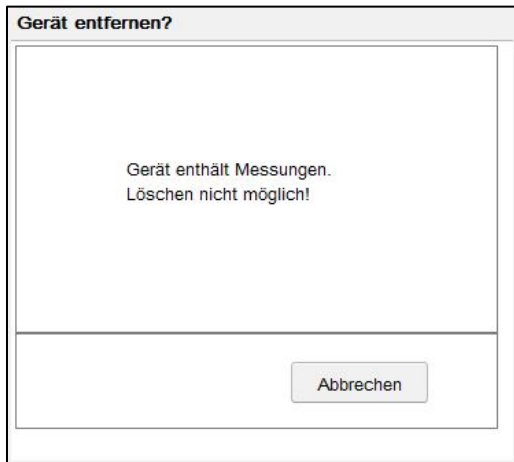 Gerät entfernen?
Gerät enthält Messungen.
Löschen nicht möglich!
Abbrechen